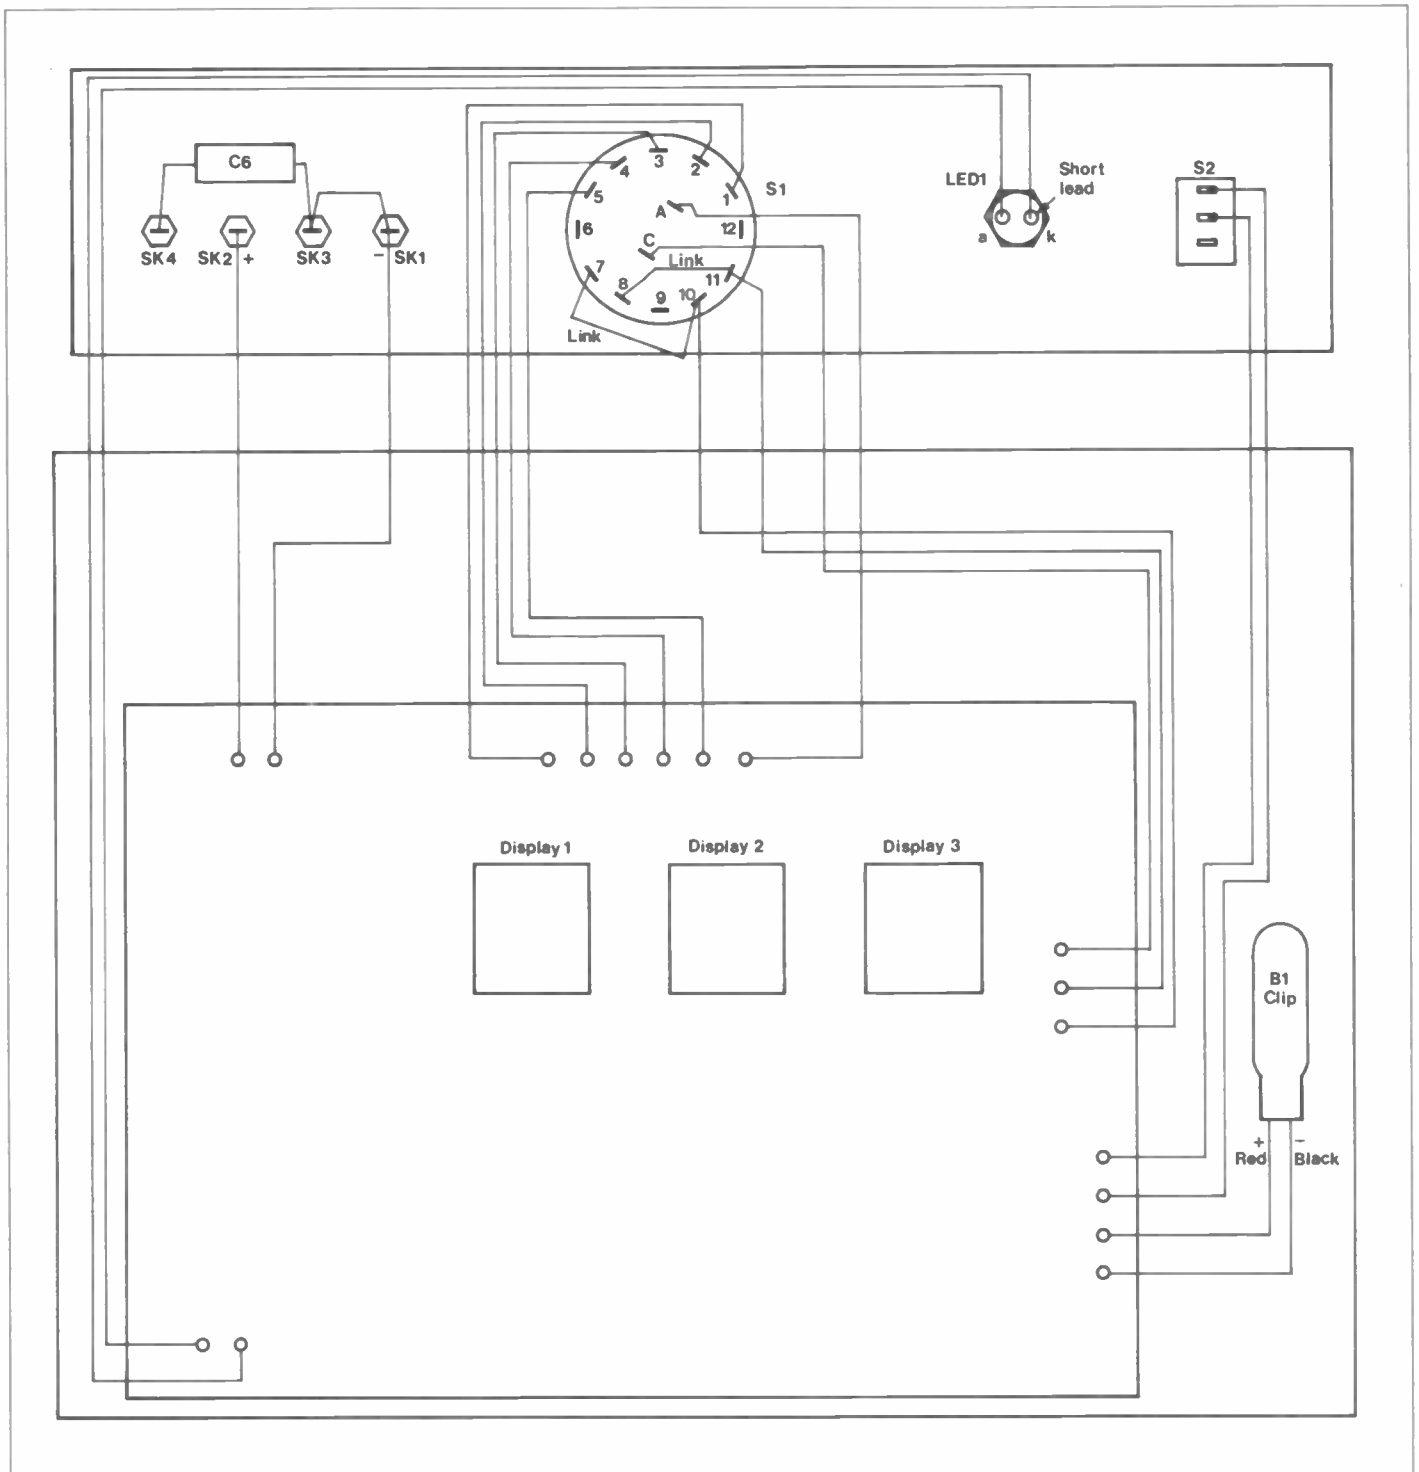 C6
SK4
SK2 +
SK3
– SK1
3
4
2
5
1
S1
A
6
12
C
Link
7
8
11
9
10
Link
LED1
Short
lead
a
k
S2
Display 1
Display 2
Display 3
B1
Clip
+
–
Red
Black